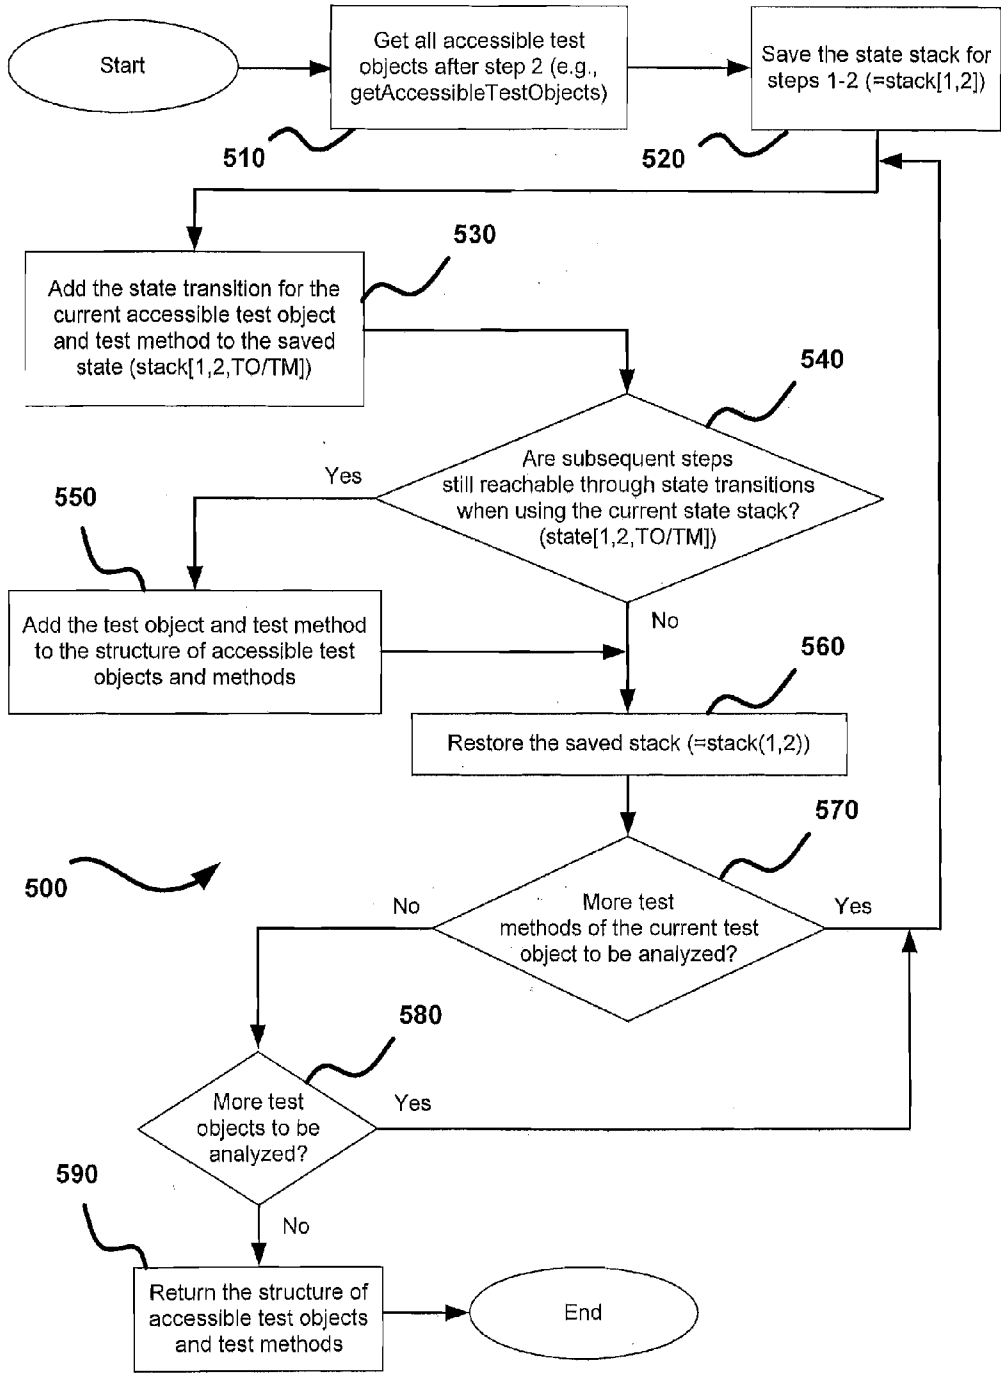 Start
Get all accessible test
objects after step 2 (e.g.,
getAccessibleTestObjects)
510
Save the state stack for
steps 1-2 (=stack[1,2])
520
530
Add the state transition for the
current accessible test object
and test method to the saved
state (stack[1,2,TO/TM])
540
Are subsequent steps
still reachable through state transitions
when using the current state stack?
(state[1,2,TO/TM])
Yes
No
550
Add the test object and test method
to the structure of accessible test
objects and methods
560
Restore the saved stack (=stack(1,2))
570
More test
methods of the current test
object to be analyzed?
No
Yes
500
580
More test
objects to be
analyzed?
Yes
No
590
Return the structure of
accessible test objects
and test methods
End